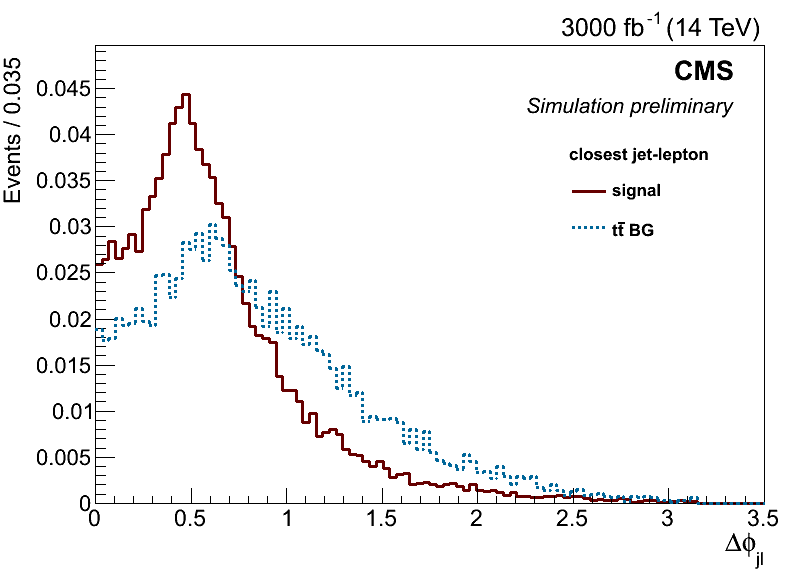 3000 fb⁻¹ (14 TeV)
Events / 0.035
CMS
Simulation preliminary
closest jet-lepton
signal
tt̄ BG
0.045
0.04
0.035
0.03
0.025
0.02
0.015
0.01
0.005
0
0 0.5 1 1.5 2 2.5 3 3.5
Δϕjl